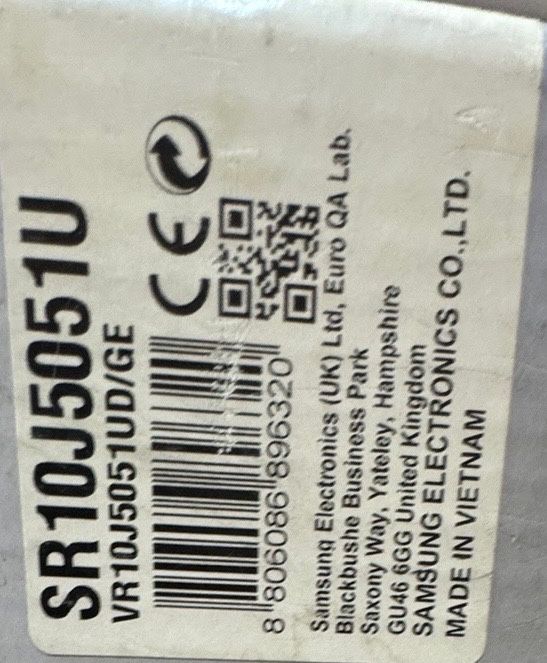 SR10J5051U
VR10J5051UD/GE
CE
8 806086 896320
Samsung Electronics (UK) Ltd, Euro QA Lab.
Blackbushe Business Park
Saxony Way, Yateley, Hampshire
GU46 6GG United Kingdom
SAMSUNG ELECTRONICS CO.,LTD.
MADE IN VIETNAM